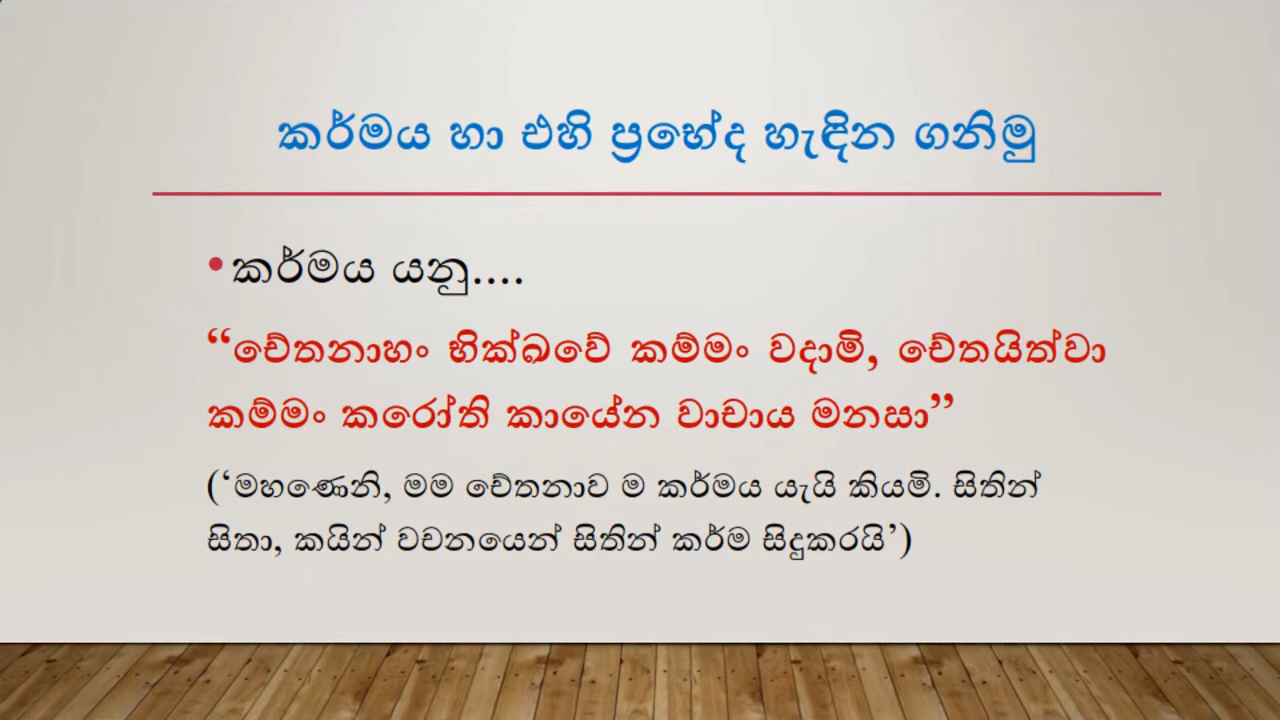 කර්මය හා එහි ප්‍රභේද හැඳින ගනිමු
•කර්මය යනු....
“චේතනාහං භික්ඛවේ කම්මං වදාමි, චේතයිත්වා
කම්මං කරෝති කායේන වාචාය මනසා”
(‘මහණෙනි, මම චේතනාව ම කර්මය යැයි කියමි. සිතින්
සිතා, කයින් වචනයෙන් සිතින් කර්ම සිදුකරයි’)